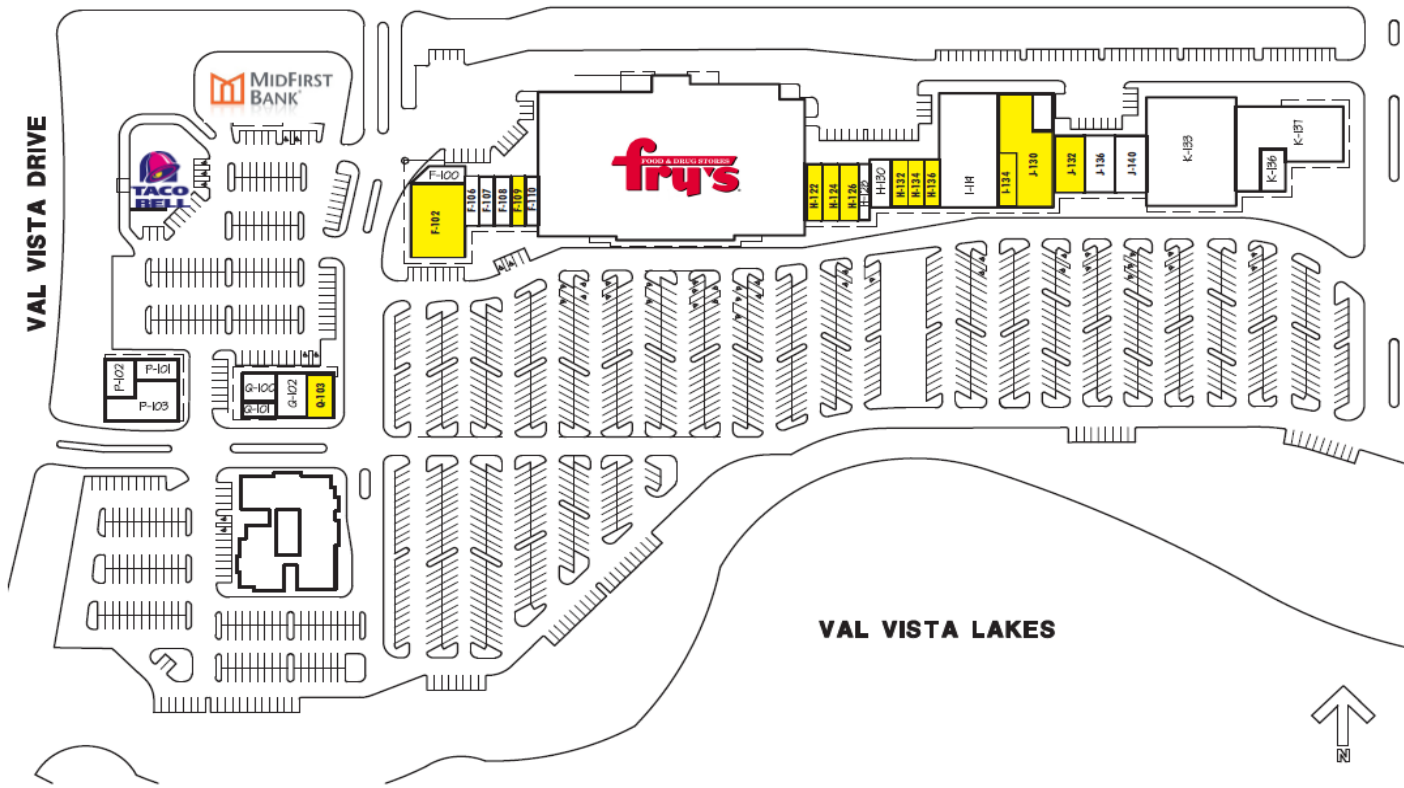 MIDFIRST
BANK
VAL VISTA DRIVE
TACO
BELL
FOOD & DRUG STORES
fry's
F-100
F-102
F-106
F-107
F-108
F-109
F-110
H-122
H-124
H-126
H-128
H-130
H-132
H-134
H-136
J-134
J-130
J-132
J-136
J-140
K-133
K-136
K-137
P-102
P-101
P-103
Q-100
Q-101
Q-102
Q-103
VAL VISTA LAKES
N